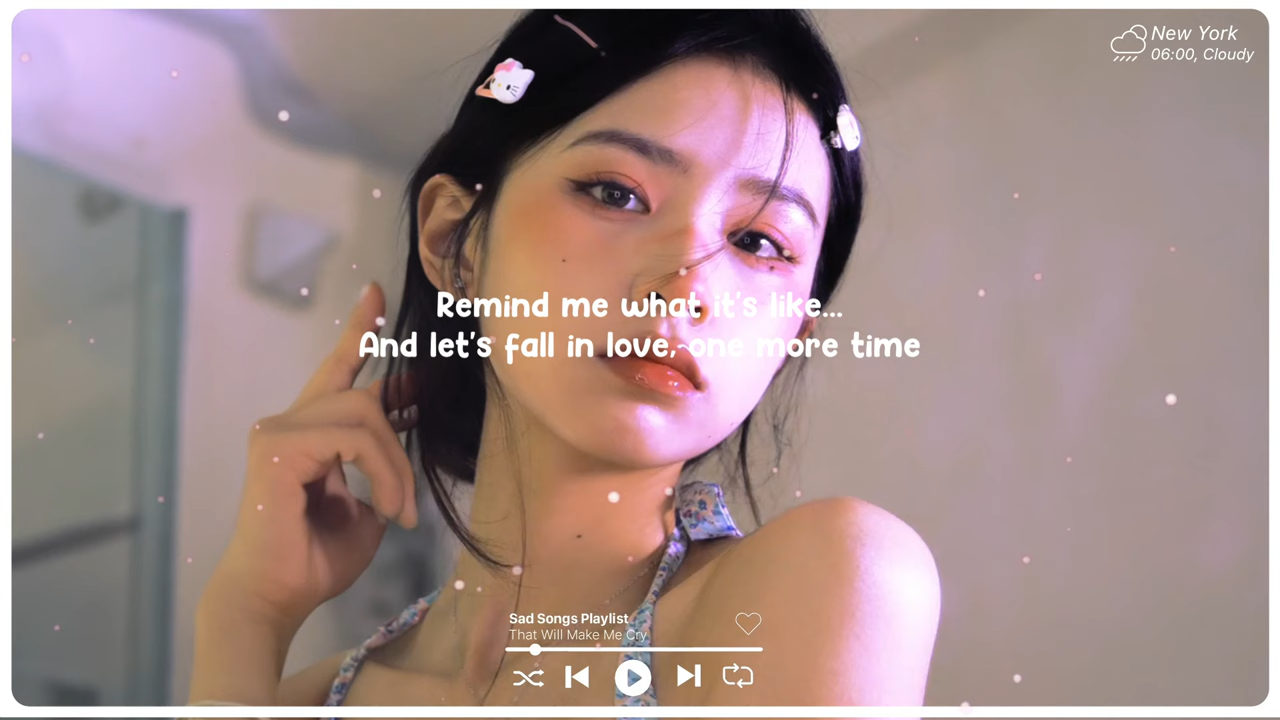 New York
06:00, Cloudy
Remind me what it's like...
And let's fall in love, one more time
Sad Songs Playlist
That Will Make Me Cry